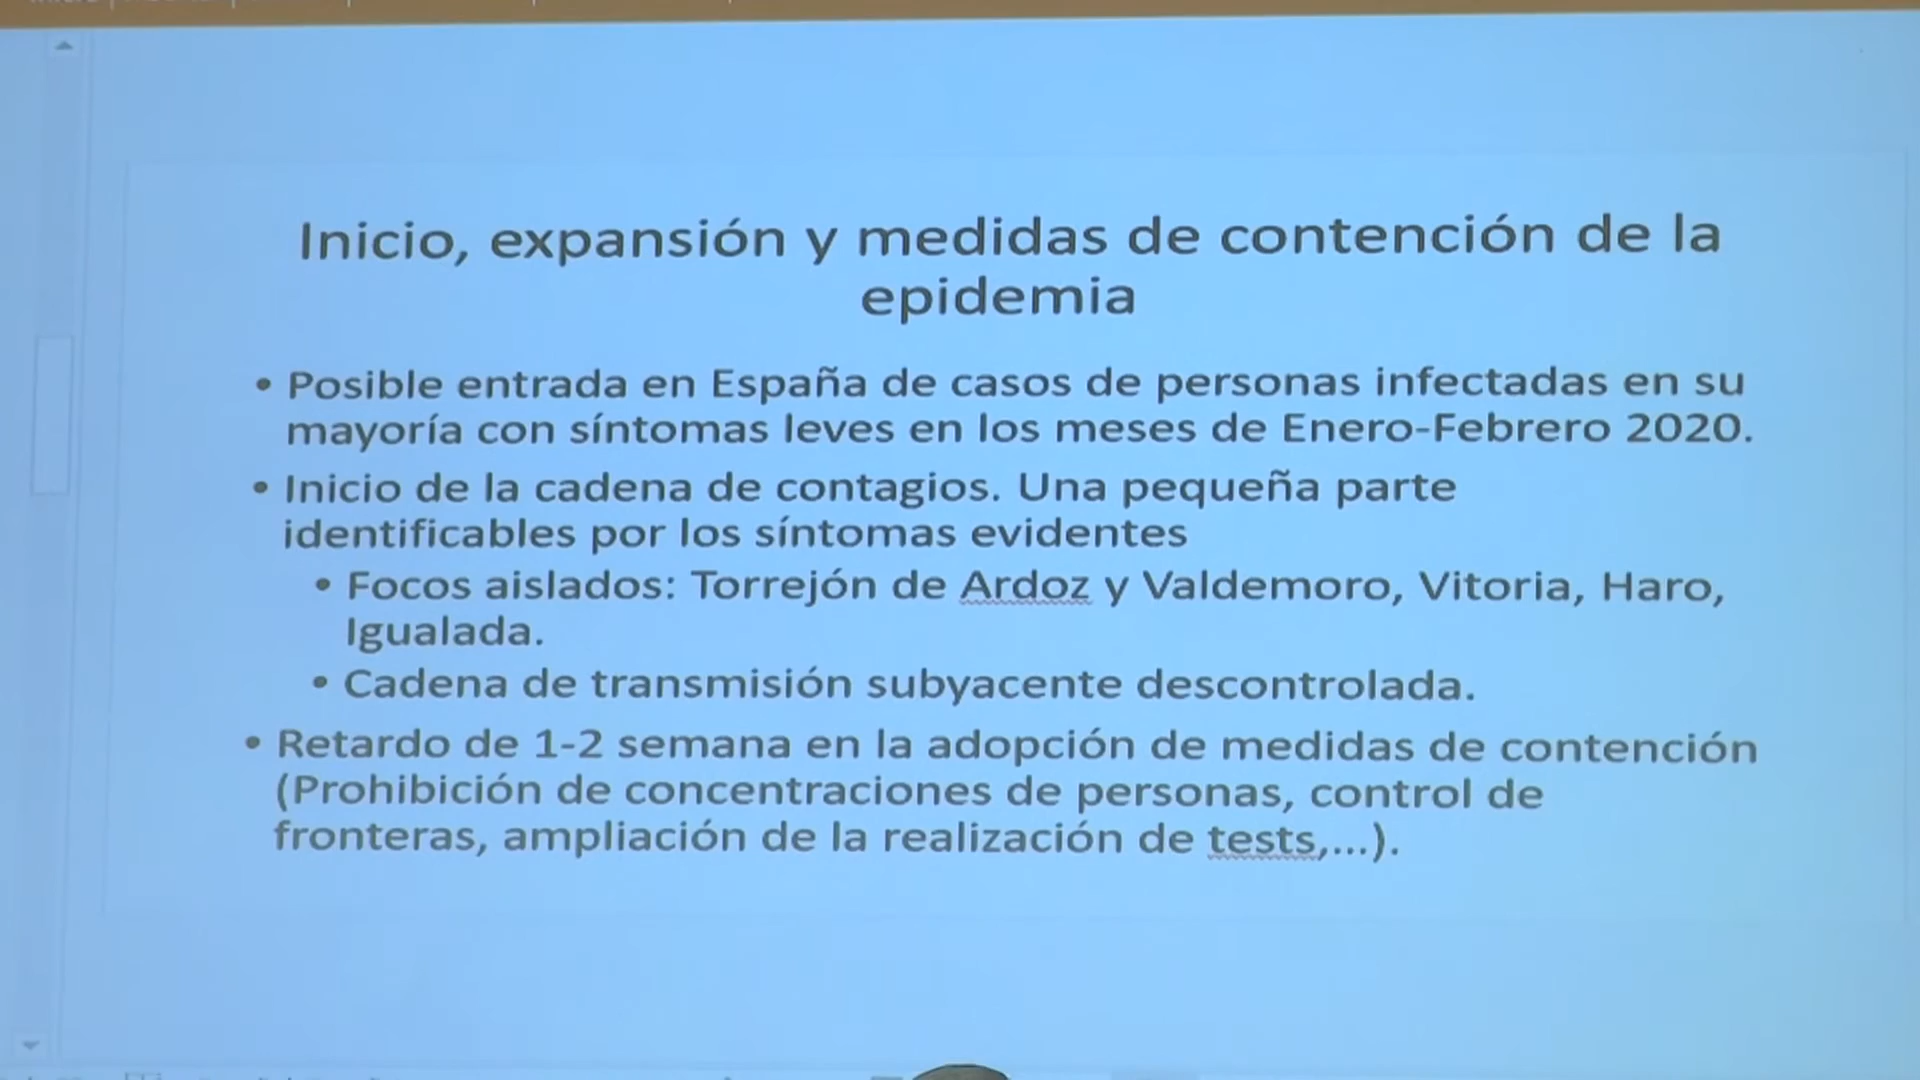 Inicio, expansión y medidas de contención de la
epidemia
• Posible entrada en España de casos de personas infectadas en su
mayoría con síntomas leves en los meses de Enero-Febrero 2020.
• Inicio de la cadena de contagios. Una pequeña parte
identificables por los síntomas evidentes
• Focos aislados: Torrejón de Ardoz y Valdemoro, Vitoria, Haro,
Igualada.
• Cadena de transmisión subyacente descontrolada.
• Retardo de 1-2 semana en la adopción de medidas de contención
(Prohibición de concentraciones de personas, control de
fronteras, ampliación de la realización de tests,...).